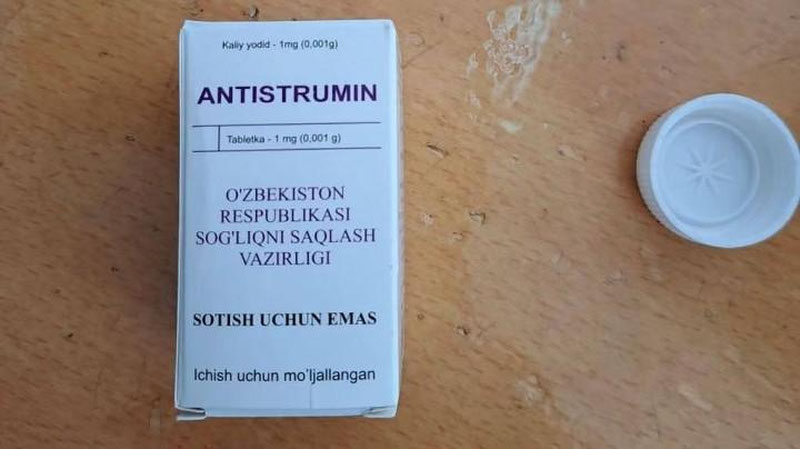 Kaliy yodid - 1mg (0,001g)
ANTISTRUMIN
Tabletka - 1 mg (0,001 g)
O'ZBEKISTON
RESPUBLIKASI
SOG'LIQNI SAQLASH
VAZIRLIGI
SOTISH UCHUN EMAS
Ichish uchun mo'ljallangan